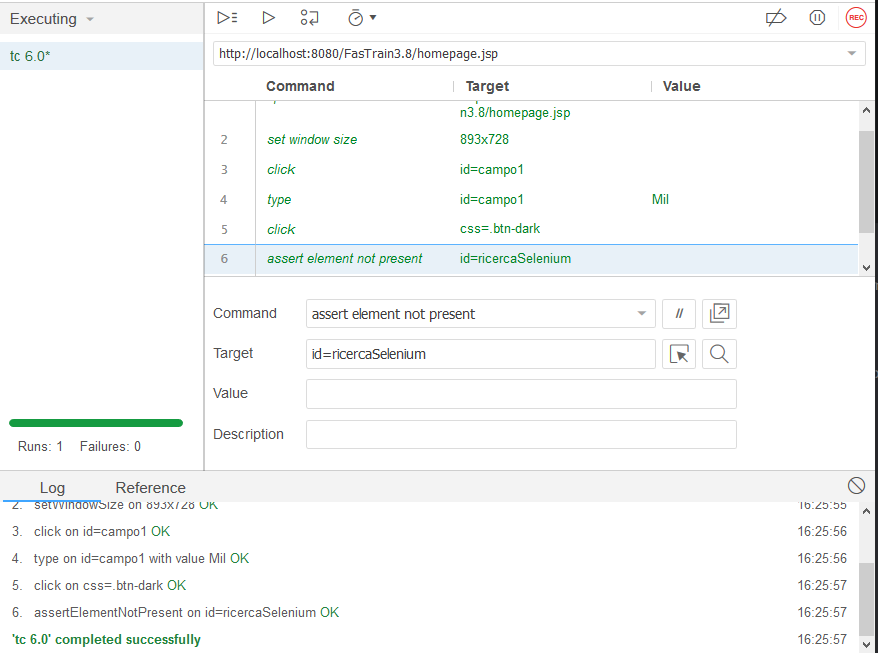 Executing
REC
tc 6.0*
http://localhost:8080/FasTrain3.8/homepage.jsp
Command Target Value
n3.8/homepage.jsp
2 set window size 893x728
3 click id=campo1
4 type id=campo1 Mil
5 click css=.btn-dark
6 assert element not present id=ricercaSelenium
Command assert element not present //
Target id=ricercaSelenium
Value
Description
Runs: 1 Failures: 0
Log Reference
2. setWindowSize on 893x728 OK 16:25:55
3. click on id=campo1 OK 16:25:56
4. type on id=campo1 with value Mil OK 16:25:56
5. click on css=.btn-dark OK 16:25:57
6. assertElementNotPresent on id=ricercaSelenium OK 16:25:57
'tc 6.0' completed successfully 16:25:57